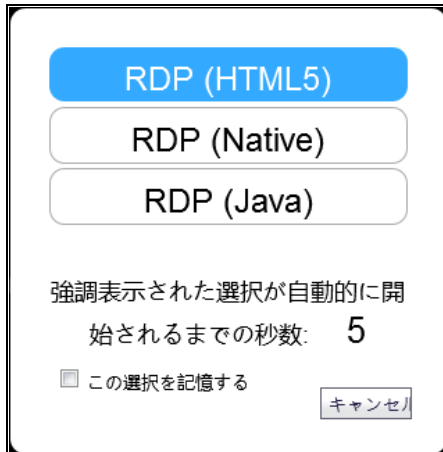 RDP (HTML5)
RDP (Native)
RDP (Java)
強調表示された選択が自動的に開
始されるまでの秒数: 5
この選択を記憶する
キャンセル